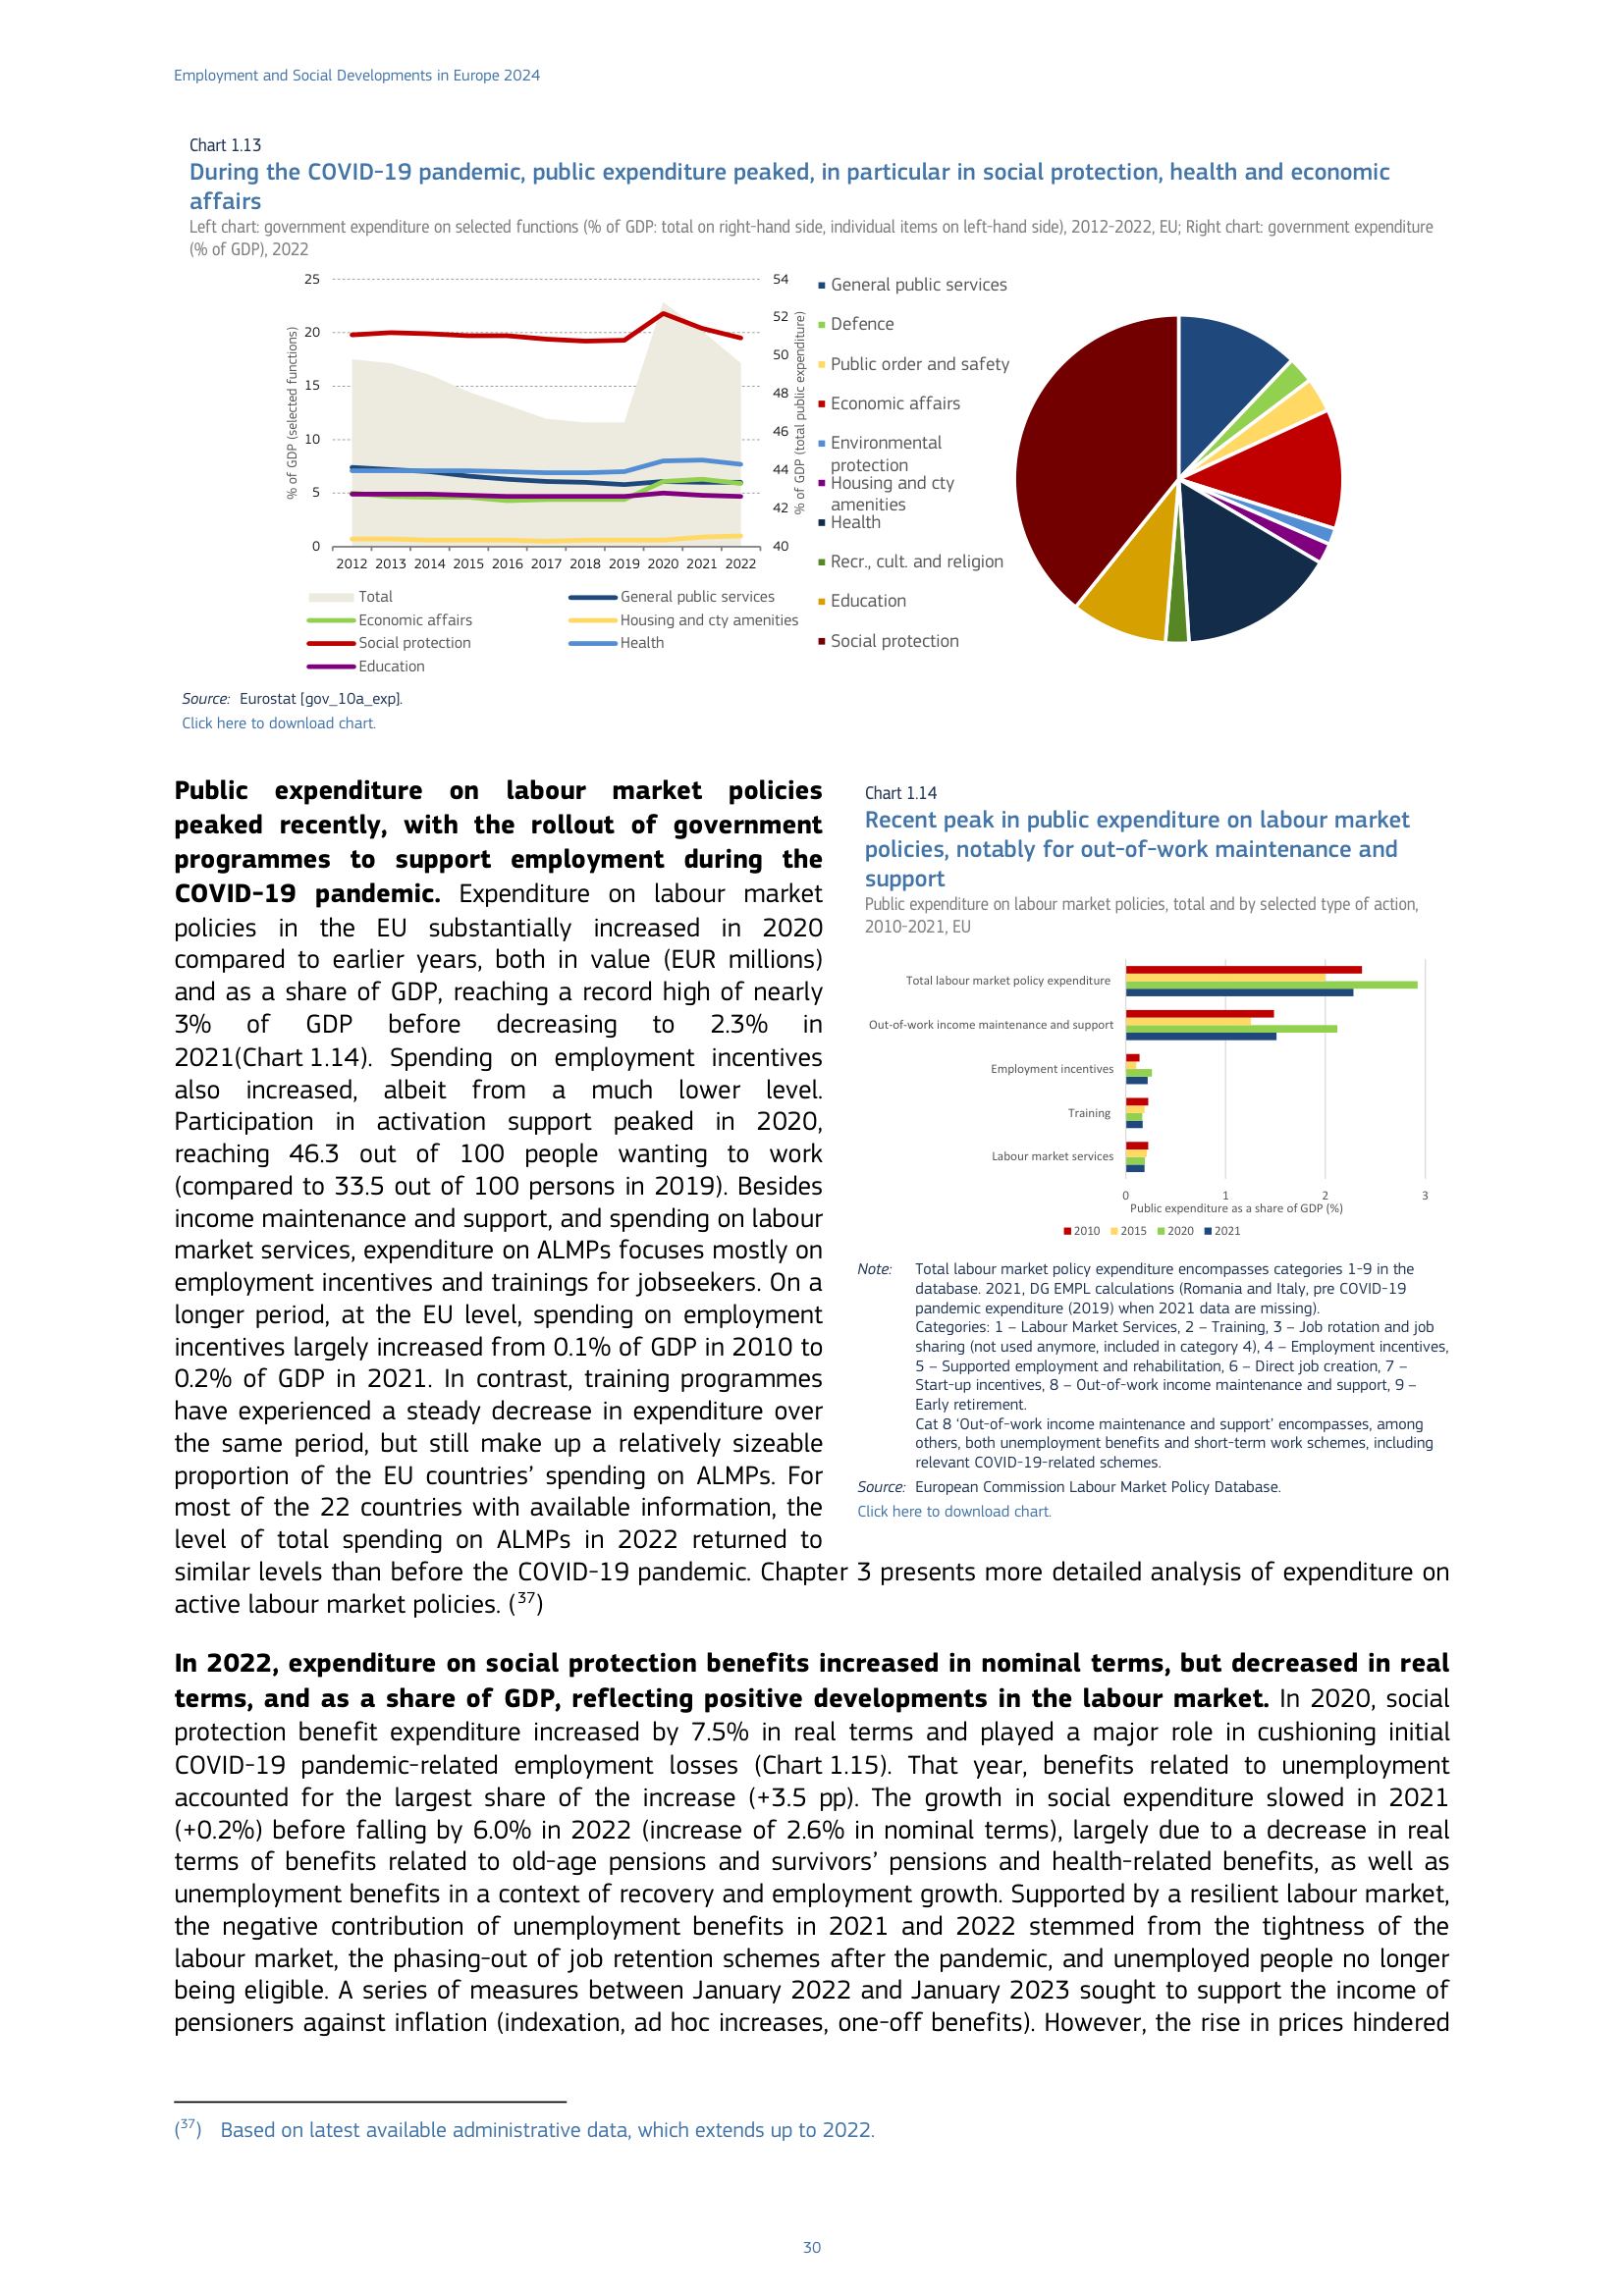 Employment and Social Developments in Europe 2024
Chart 1.13
During the COVID-19 pandemic, public expenditure peaked, in particular in social protection, health and economic
affairs
Left chart: government expenditure on selected functions (% of GDP: total on right-hand side, individual items on left-hand side), 2012-2022, EU; Right chart: government expenditure
(% of GDP), 2022
% of GDP (selected functions)
25
20
15
10
5
0
54
52
50
48
46
44
42
40
% of GDP (total public expenditure)
2012 2013 2014 2015 2016 2017 2018 2019 2020 2021 2022
Total
General public services
Economic affairs
Housing and cty amenities
Social protection
Health
Education
General public services
Defence
Public order and safety
Economic affairs
Environmental
protection
Housing and cty
amenities
Health
Recr., cult. and religion
Education
Social protection
Source: Eurostat [gov_10a_exp].
Click here to download chart.
Public expenditure on labour market policies
peaked recently, with the rollout of government
programmes to support employment during the
COVID-19 pandemic. Expenditure on labour market
policies in the EU substantially increased in 2020
compared to earlier years, both in value (EUR millions)
and as a share of GDP, reaching a record high of nearly
3% of GDP before decreasing to 2.3% in
2021(Chart 1.14). Spending on employment incentives
also increased, albeit from a much lower level.
Participation in activation support peaked in 2020,
reaching 46.3 out of 100 people wanting to work
(compared to 33.5 out of 100 persons in 2019). Besides
income maintenance and support, and spending on labour
market services, expenditure on ALMPs focuses mostly on
employment incentives and trainings for jobseekers. On a
longer period, at the EU level, spending on employment
incentives largely increased from 0.1% of GDP in 2010 to
0.2% of GDP in 2021. In contrast, training programmes
have experienced a steady decrease in expenditure over
the same period, but still make up a relatively sizeable
proportion of the EU countries’ spending on ALMPs. For
most of the 22 countries with available information, the
level of total spending on ALMPs in 2022 returned to
similar levels than before the COVID-19 pandemic. Chapter 3 presents more detailed analysis of expenditure on
active labour market policies. (37)
Chart 1.14
Recent peak in public expenditure on labour market
policies, notably for out-of-work maintenance and
support
Public expenditure on labour market policies, total and by selected type of action,
2010-2021, EU
Total labour market policy expenditure
Out-of-work income maintenance and support
Employment incentives
Training
Labour market services
0 1 2 3
Public expenditure as a share of GDP (%)
2010 2015 2020 2021
Note: Total labour market policy expenditure encompasses categories 1-9 in the
database. 2021, DG EMPL calculations (Romania and Italy, pre COVID-19
pandemic expenditure (2019) when 2021 data are missing).
Categories: 1 – Labour Market Services, 2 – Training, 3 – Job rotation and job
sharing (not used anymore, included in category 4), 4 – Employment incentives,
5 – Supported employment and rehabilitation, 6 – Direct job creation, 7 –
Start-up incentives, 8 – Out-of-work income maintenance and support, 9 –
Early retirement.
Cat 8 ‘Out-of-work income maintenance and support’ encompasses, among
others, both unemployment benefits and short-term work schemes, including
relevant COVID-19-related schemes.
Source: European Commission Labour Market Policy Database.
Click here to download chart.
In 2022, expenditure on social protection benefits increased in nominal terms, but decreased in real
terms, and as a share of GDP, reflecting positive developments in the labour market. In 2020, social
protection benefit expenditure increased by 7.5% in real terms and played a major role in cushioning initial
COVID-19 pandemic-related employment losses (Chart 1.15). That year, benefits related to unemployment
accounted for the largest share of the increase (+3.5 pp). The growth in social expenditure slowed in 2021
(+0.2%) before falling by 6.0% in 2022 (increase of 2.6% in nominal terms), largely due to a decrease in real
terms of benefits related to old-age pensions and survivors’ pensions and health-related benefits, as well as
unemployment benefits in a context of recovery and employment growth. Supported by a resilient labour market,
the negative contribution of unemployment benefits in 2021 and 2022 stemmed from the tightness of the
labour market, the phasing-out of job retention schemes after the pandemic, and unemployed people no longer
being eligible. A series of measures between January 2022 and January 2023 sought to support the income of
pensioners against inflation (indexation, ad hoc increases, one-off benefits). However, the rise in prices hindered
(37) Based on latest available administrative data, which extends up to 2022.
30